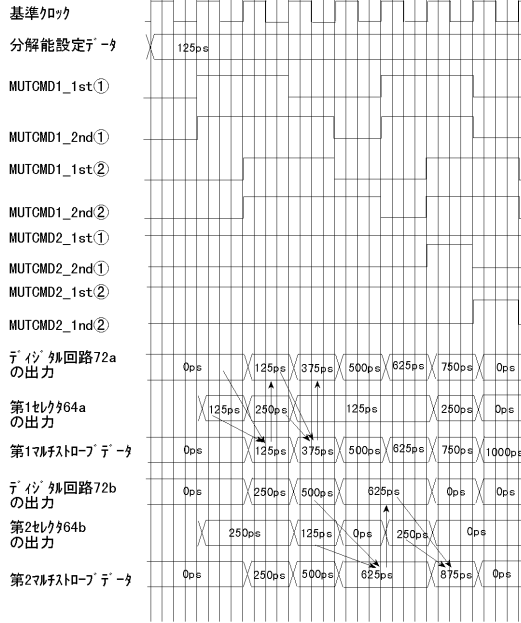 基準クロック
分解能設定データ 125ps
MUTCMD1_1st①
MUTCMD1_2nd①
MUTCMD1_1st②
MUTCMD1_2nd②
MUTCMD2_1st①
MUTCMD2_2nd①
MUTCMD2_1st②
MUTCMD2_1nd②
ディジタル回路72a
の出力
0ps 125ps 375ps 500ps 625ps 750ps 0ps
第1セレクタ64a
の出力
125ps 250ps 125ps 250ps 0ps
第1マルチストローブデータ 0ps 125ps 375ps 500ps 625ps 750ps 1000ps
ディジタル回路72b
の出力
0ps 250ps 500ps 625ps 0ps 0ps
第2セレクタ64b
の出力
250ps 125ps 0ps 250ps 0ps
第2マルチストローブデータ 0ps 250ps 500ps 625ps 875ps 0ps